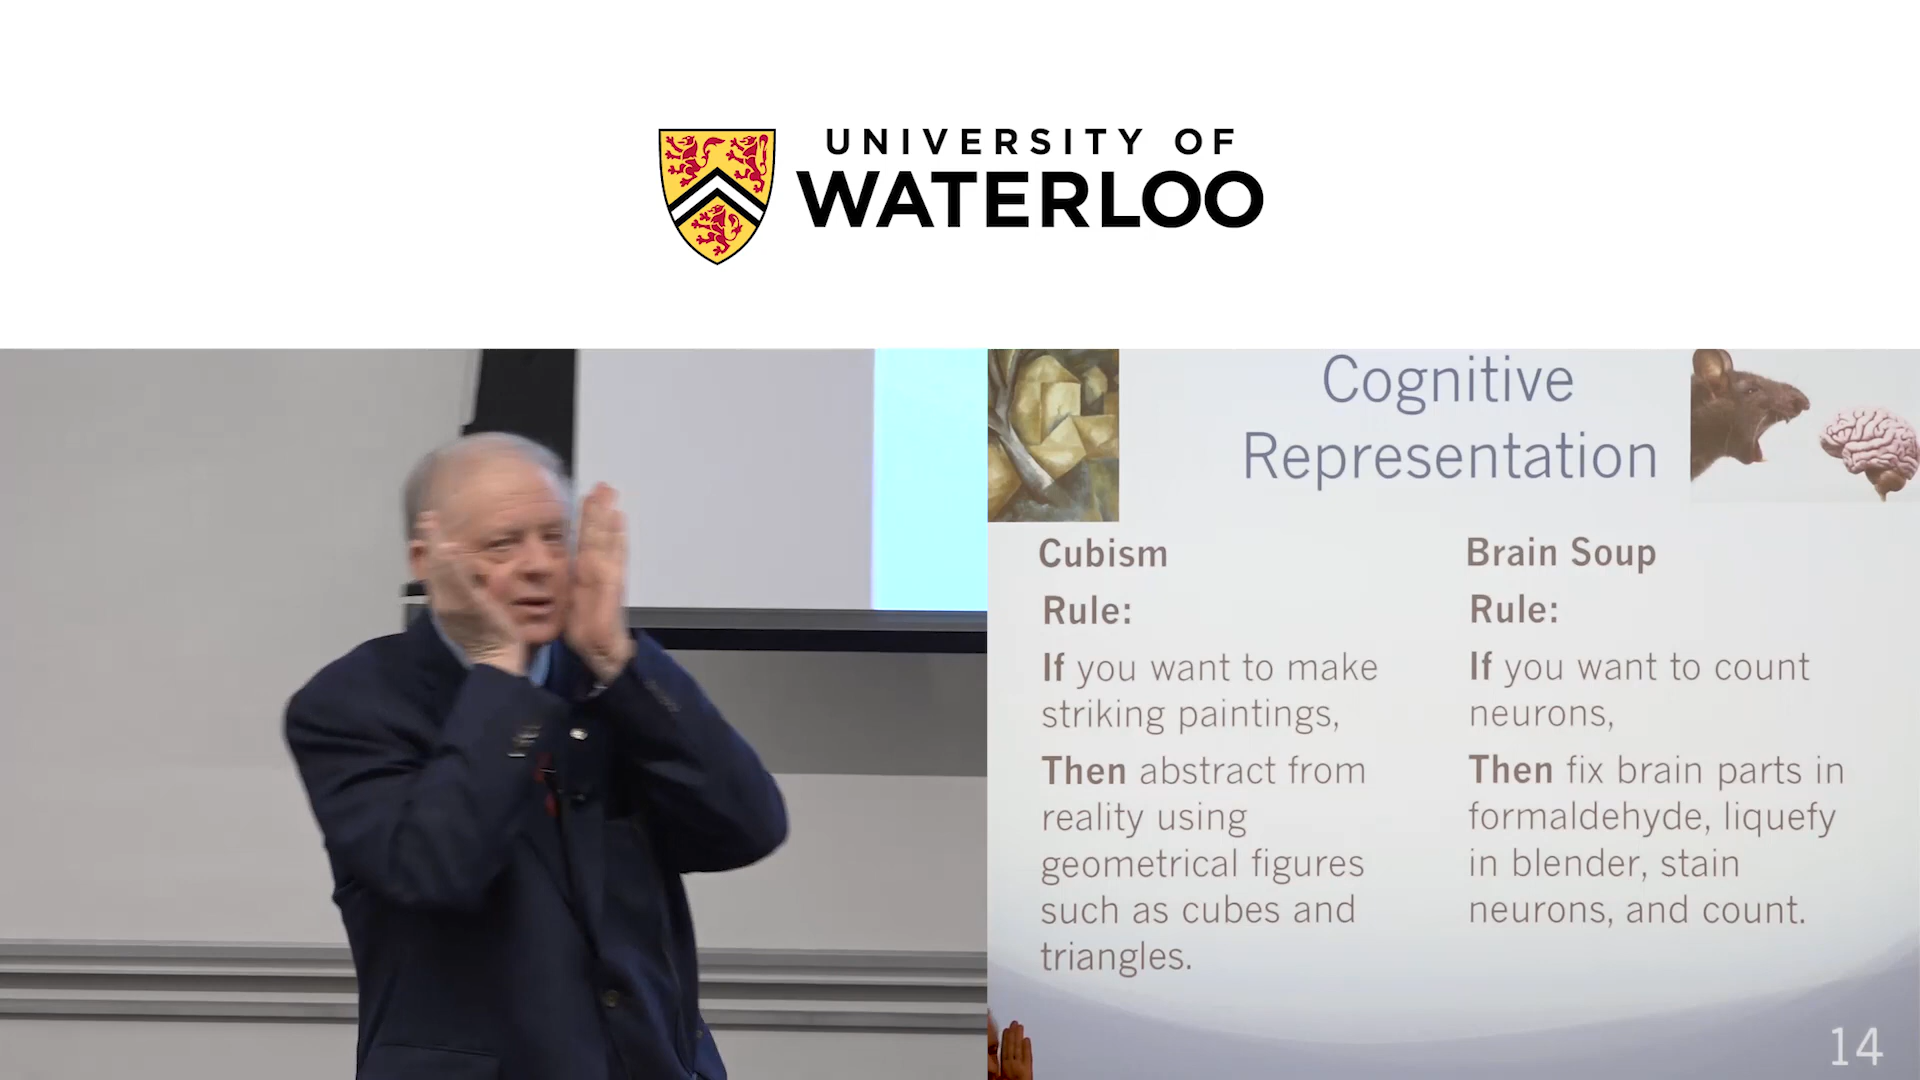 UNIVERSITY OF
WATERLOO
Cognitive
Representation
Cubism
Rule:
If you want to make
striking paintings,
Then abstract from
reality using
geometrical figures
such as cubes and
triangles.
Brain Soup
Rule:
If you want to count
neurons,
Then fix brain parts in
formaldehyde, liquefy
in blender, stain
neurons, and count.
14